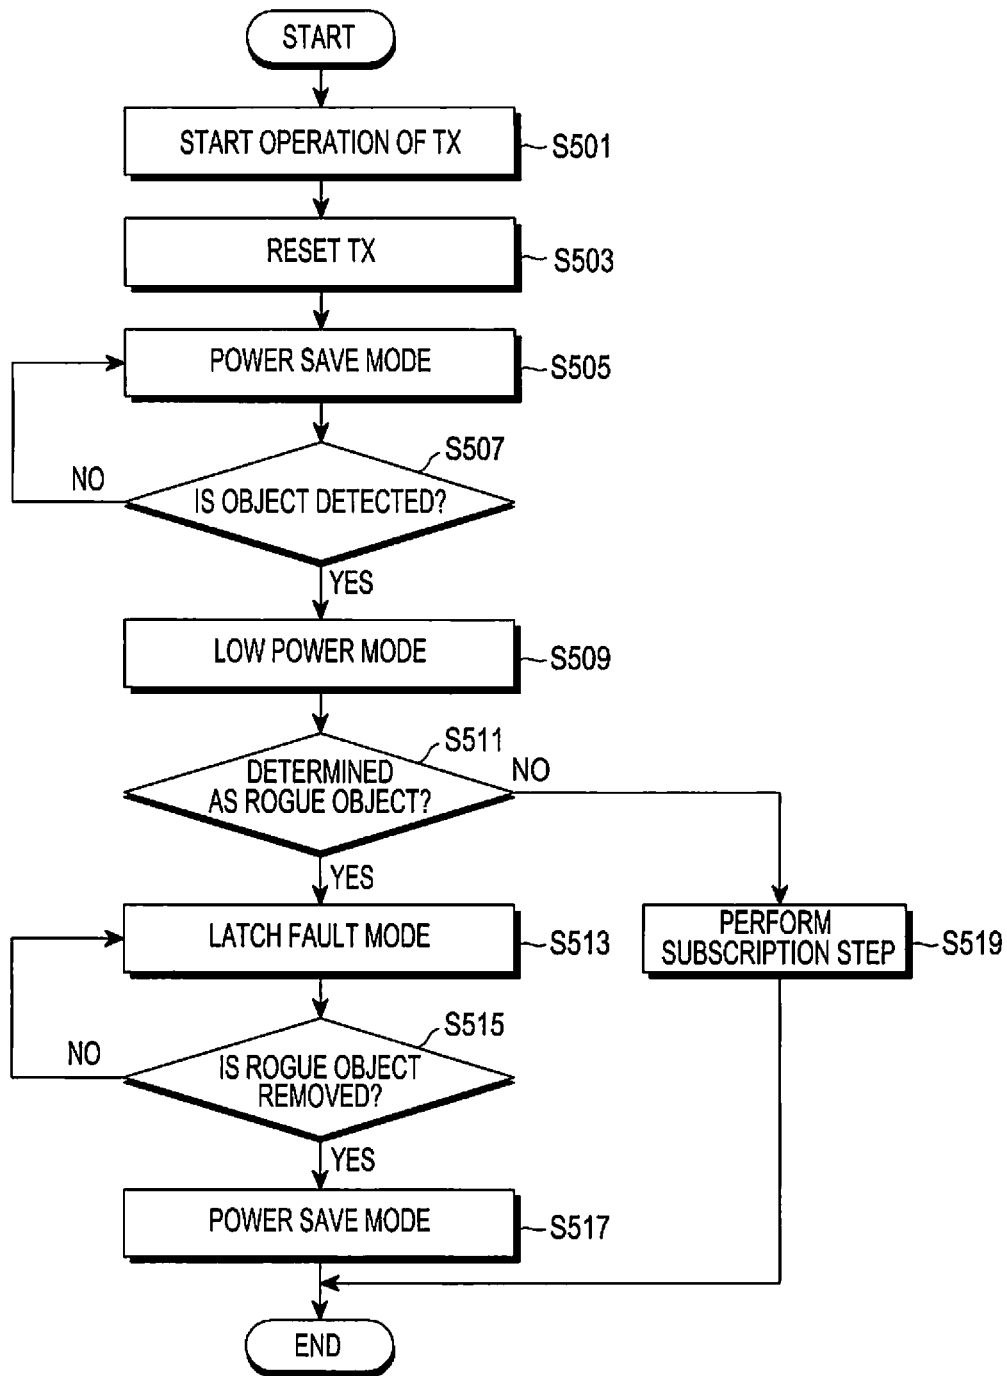 START
START OPERATION OF TX
S501
RESET TX
S503
POWER SAVE MODE
S505
S507
NO
IS OBJECT DETECTED?
YES
LOW POWER MODE
S509
S511
NO
DETERMINED
AS ROGUE OBJECT?
YES
LATCH FAULT MODE
S513
PERFORM
SUBSCRIPTION STEP
S519
S515
NO
IS ROGUE OBJECT
REMOVED?
YES
POWER SAVE MODE
S517
END